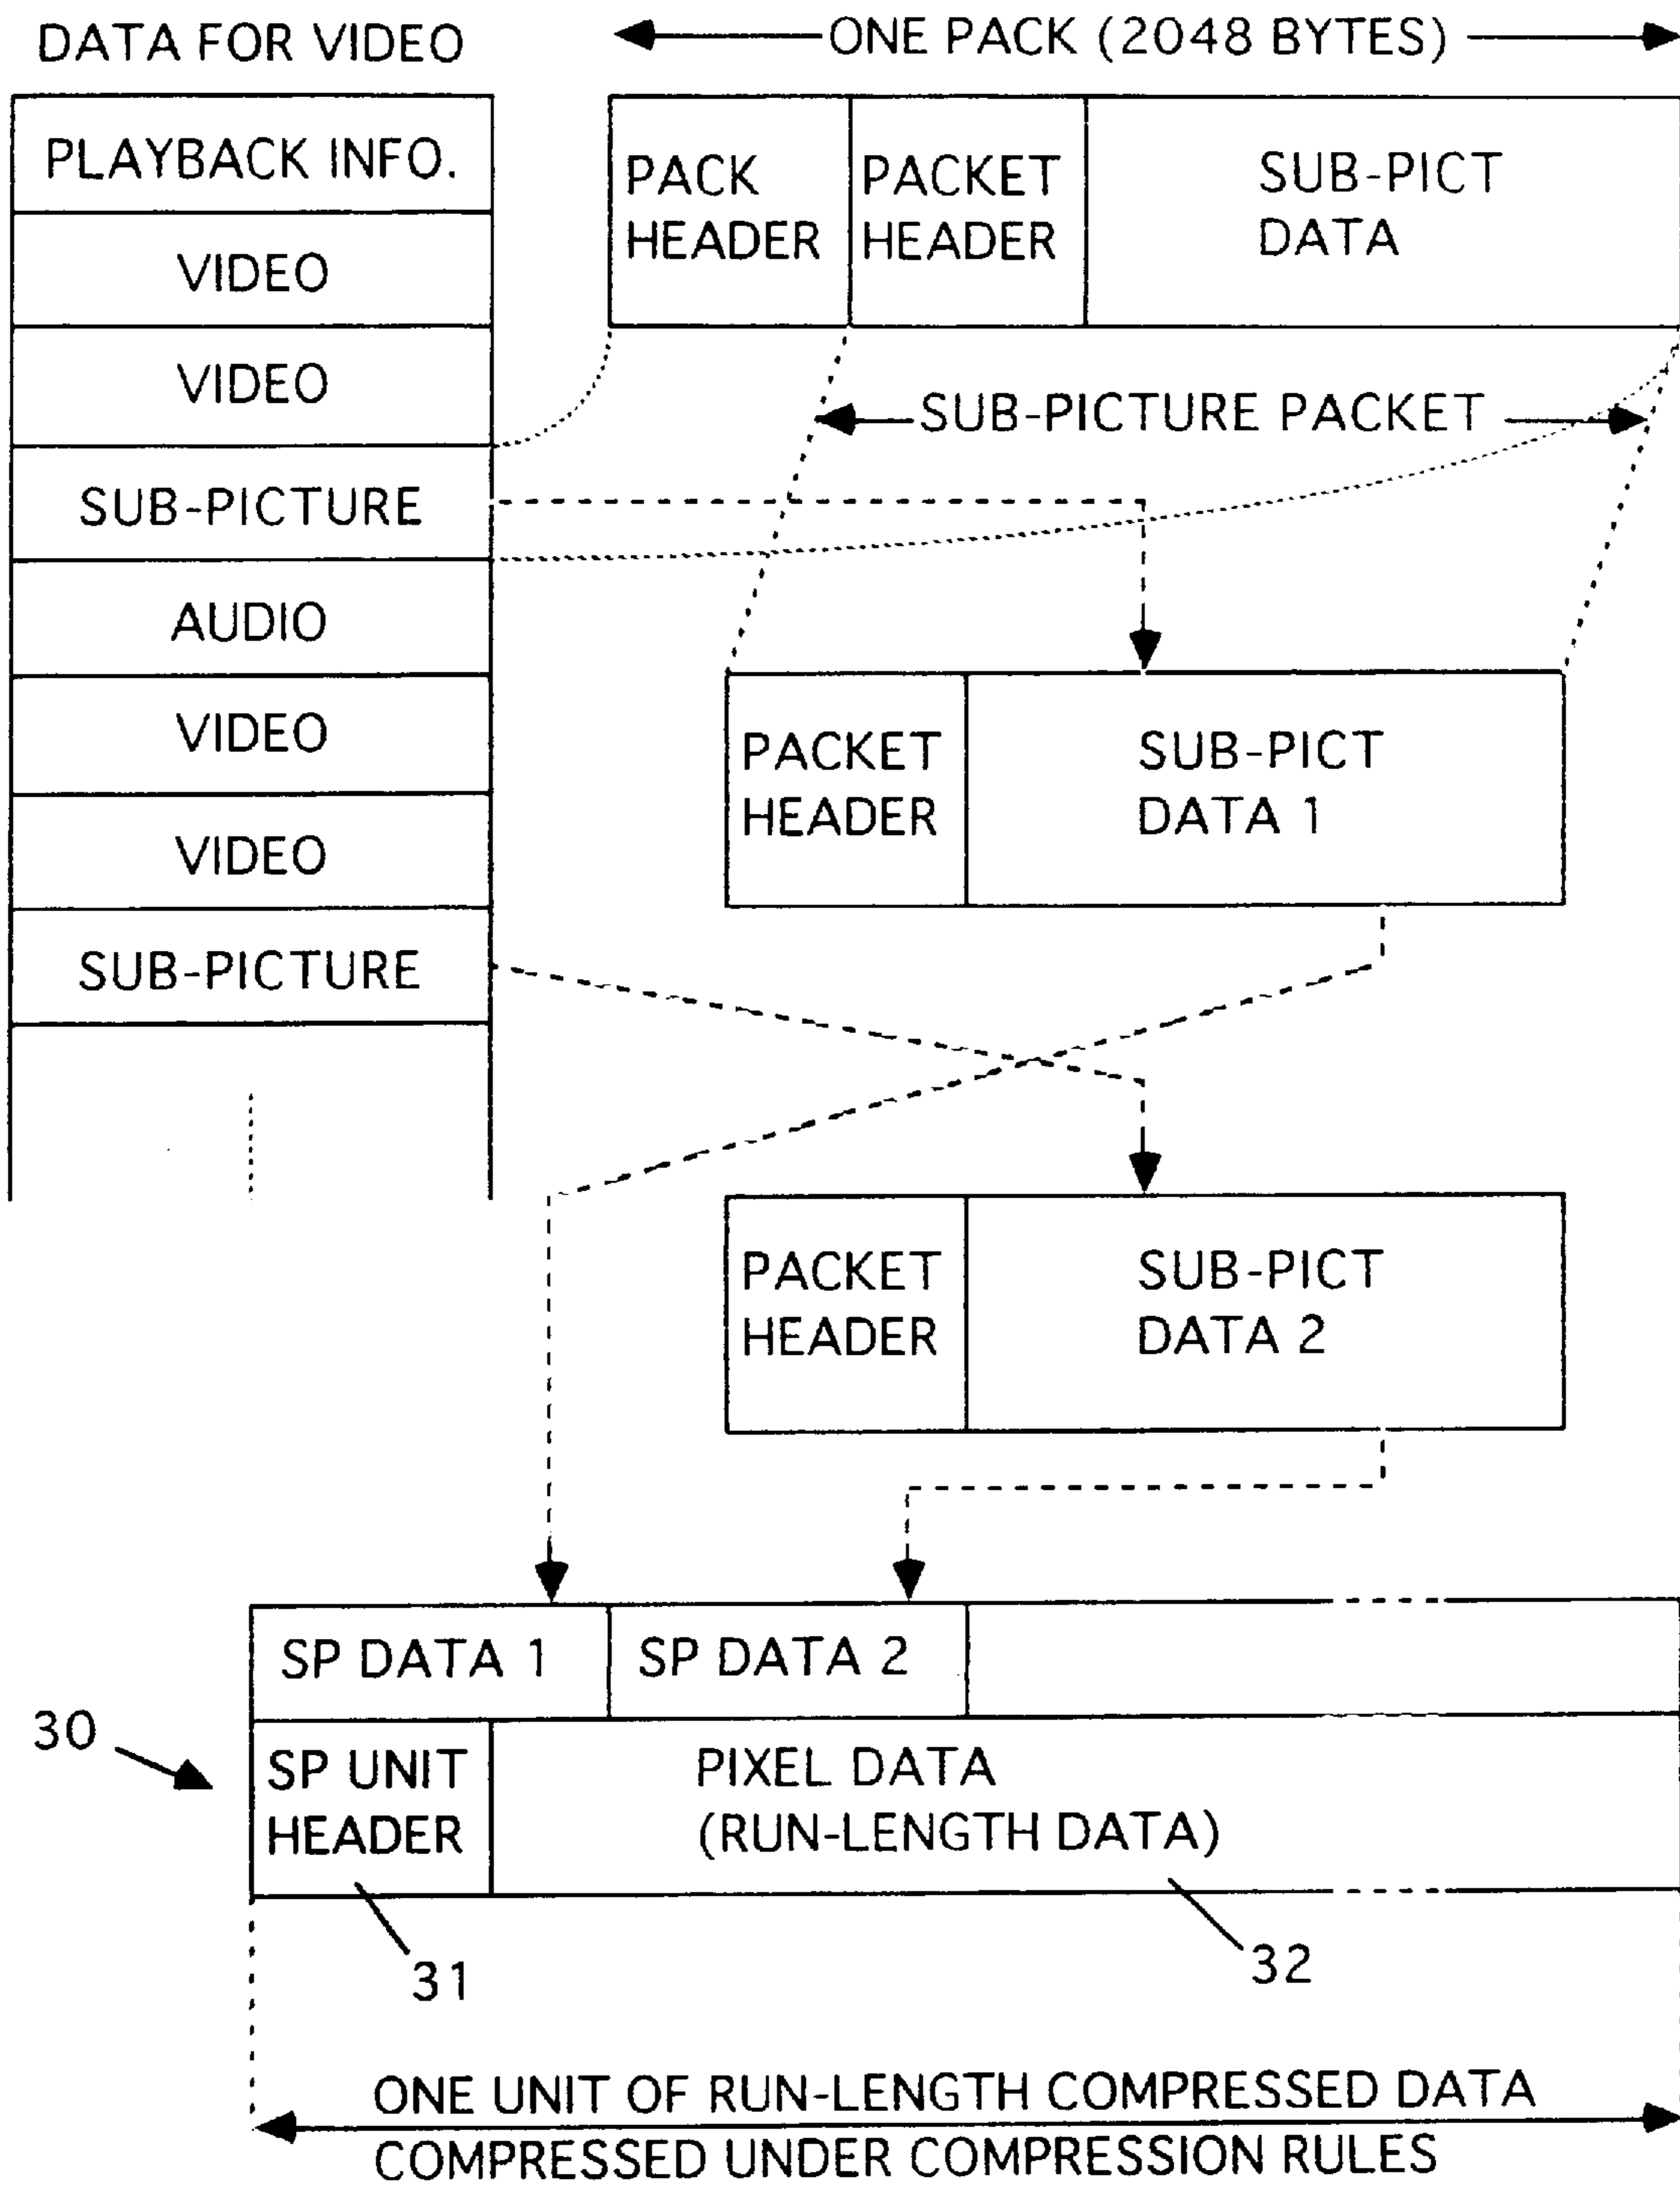 DATA FOR VIDEO
ONE PACK (2048 BYTES)
PLAYBACK INFO.
VIDEO
VIDEO
SUB-PICTURE
AUDIO
VIDEO
VIDEO
SUB-PICTURE
PACK
HEADER
PACKET
HEADER
SUB-PICT
DATA
SUB-PICTURE PACKET
PACKET
HEADER
SUB-PICT
DATA 1
PACKET
HEADER
SUB-PICT
DATA 2
SP DATA 1
SP DATA 2
30
SP UNIT
HEADER
PIXEL DATA
(RUN-LENGTH DATA)
31
32
ONE UNIT OF RUN-LENGTH COMPRESSED DATA
COMPRESSED UNDER COMPRESSION RULES